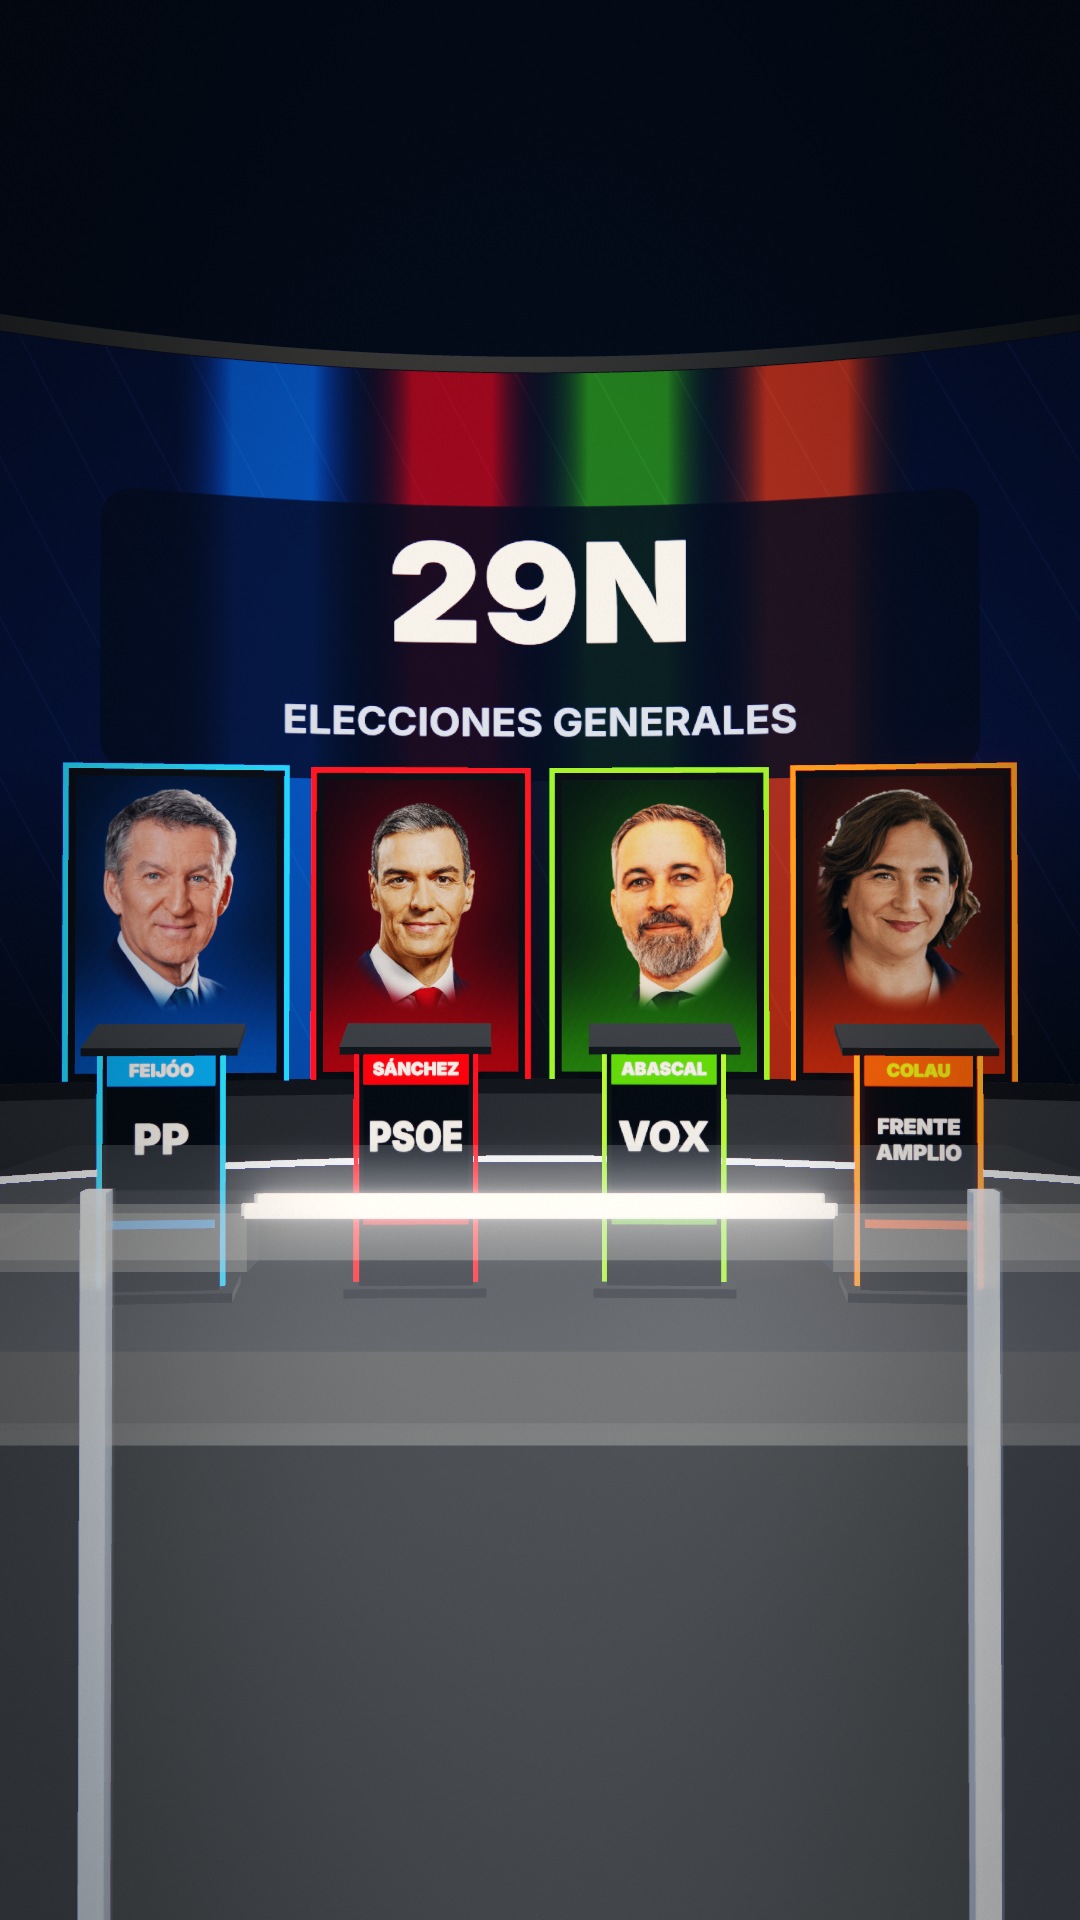 29N
ELECCIONES GENERALES
FEIJÓO
SÁNCHEZ
ABASCAL
COLAU
PP
PSOE
VOX
FRENTE
AMPLIO